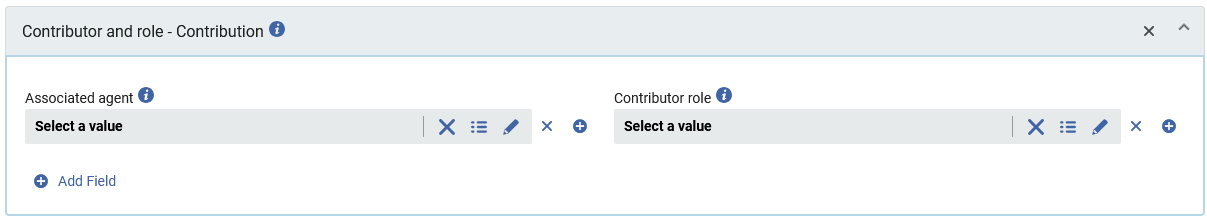 Contributor and role - Contribution
Associated agent
Contributor role
Select a value
Select a value
Add Field